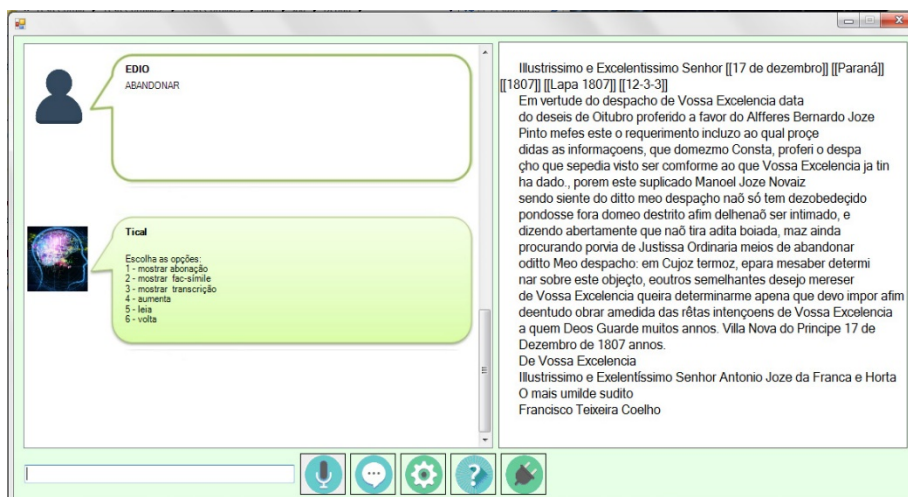 EDIO
ABANDONAR
Tical
Escolha as opções:
1 - mostrar abonação
2 - mostrar fac-símile
3 - mostrar transcrição
4 - aumenta
5 - leia
6 - volta
Illustrissimo e Excelentissimo Senhor [[17 de dezembro]] [[Paraná]]
[[1807]] [[Lapa 1807]] [[12-3-3]]
Em vertude do despacho de Vossa Excelencia data
do deseis de Oitubro proferido a favor do Alfferes Bernardo Joze
Pinto mefes este o requerimento incluzo ao qual proçe
didas as informaçoens, que domezmo Consta, proferi o despa
çho que sepedia visto ser comforme ao que Vossa Excelencia ja tin
ha dado., porem este suplicado Manoel Joze Novaiz
sendo siente do ditto meo despaçho naõ só tem dezobedeçido
pondosse fora domeo destrito afim delhenaõ ser intimado, e
dizendo abertamente que naõ tira adita boiada, maz ainda
procurando porvia de Justissa Ordinaria meios de abandonar
oditto Meo despacho: em Cujoz termoz, epara mesaber determi
nar sobre este objeçto, eoutros semelhantes desejo mereser
de Vossa Excelencia queira determinarme apena que devo impor afim
deentudo obrar amedida das rêtas intençoens de Vossa Excelencia
a quem Deos Guarde muitos annos. Villa Nova do Principe 17 de
Dezembro de 1807 annos.
De Vossa Excelencia
Illustrissimo e Exelentíssimo Senhor Antonio Joze da Franca e Horta
O mais umilde sudito
Francisco Teixeira Coelho